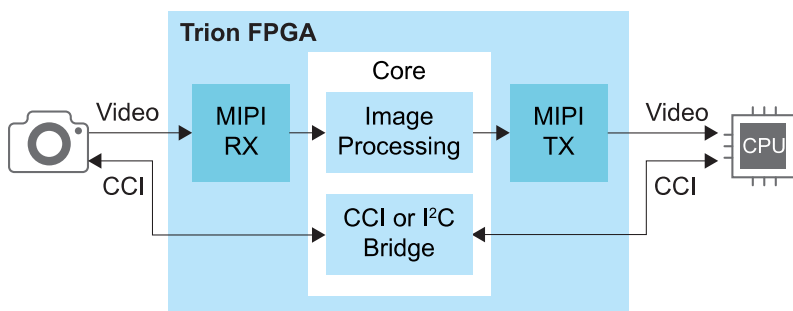 Trion FPGA
Core
Video
MIPI
RX
Image
Processing
MIPI
TX
Video
CPU
CCI
CCI
CCI or I²C
Bridge